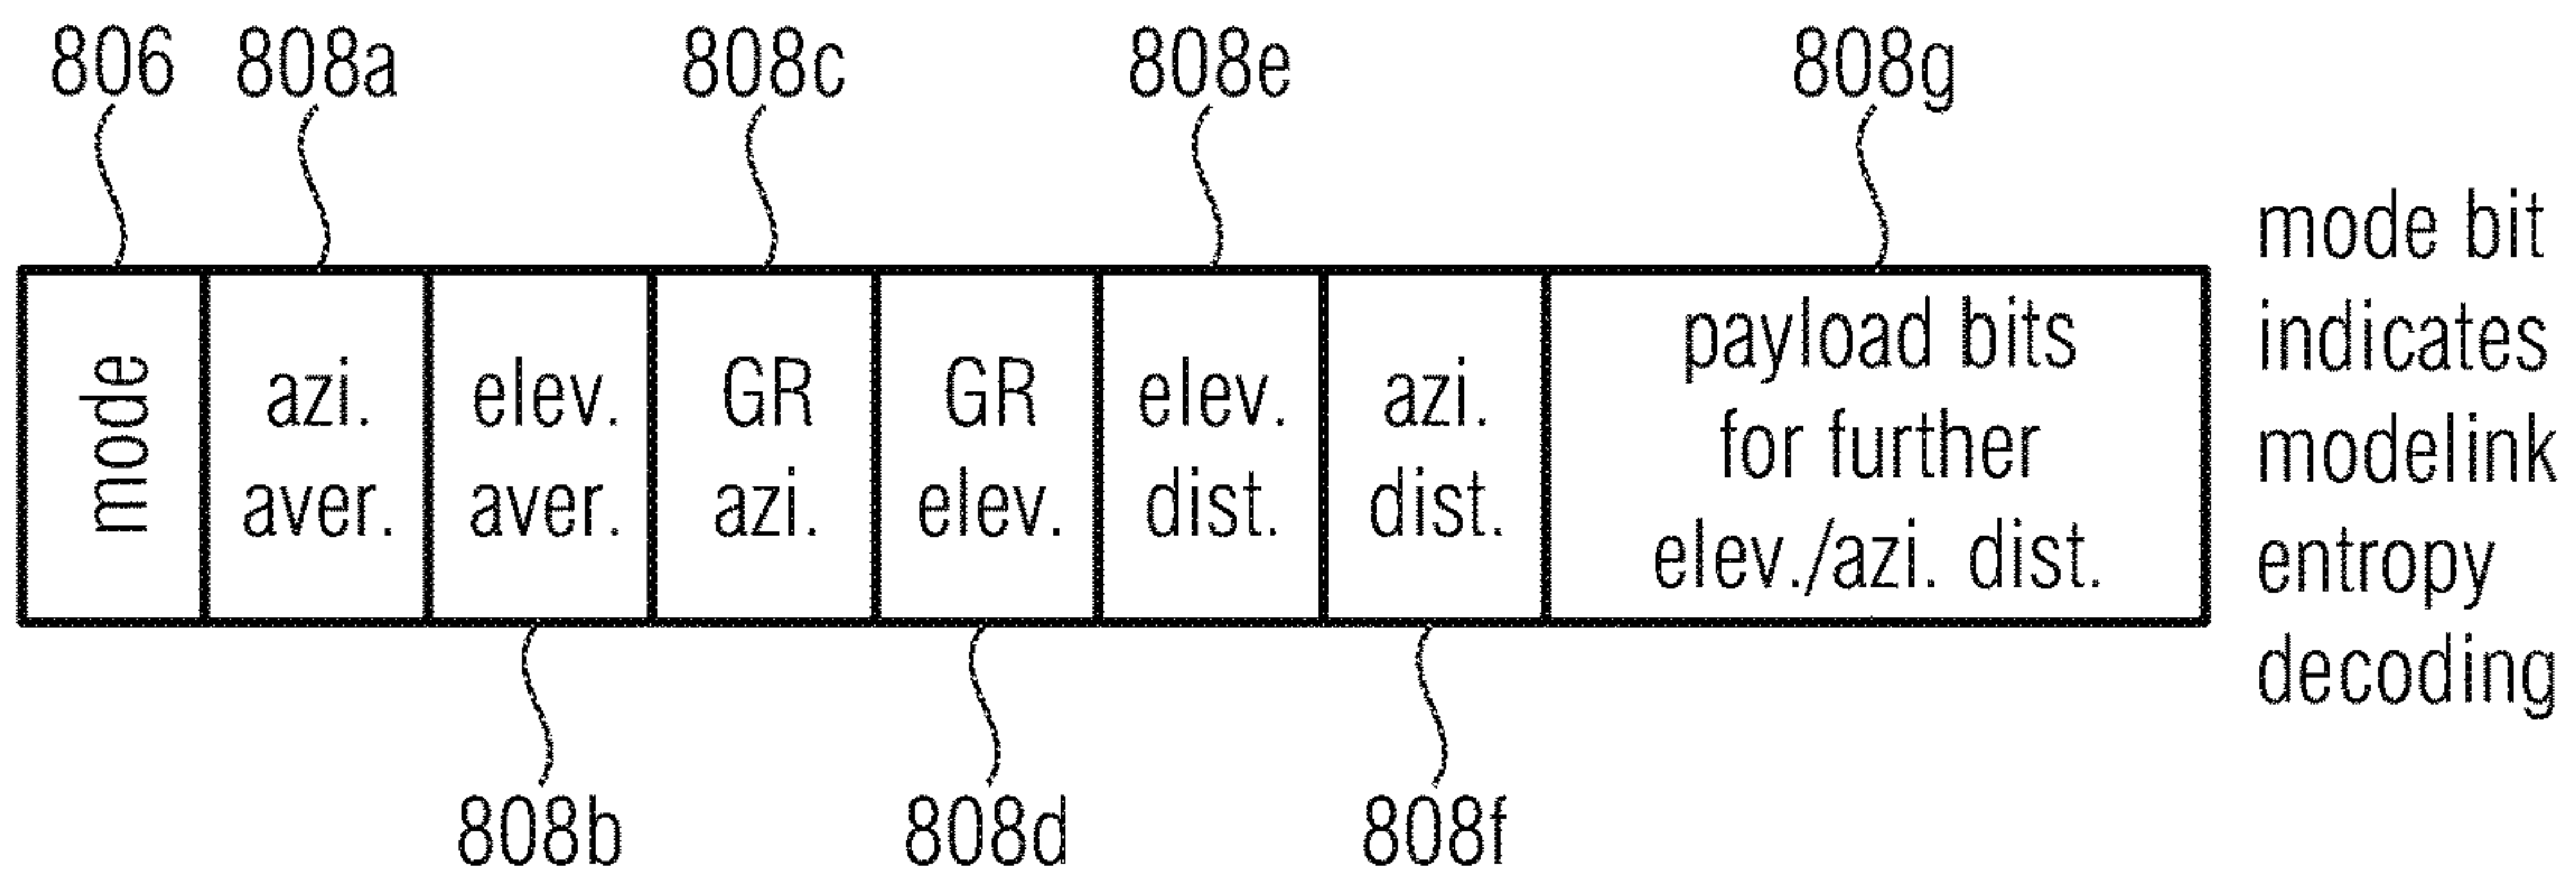 806 808a 808c 808e 808g
mode
azi.
aver.
elev.
aver.
GR
azi.
GR
elev.
elev.
dist.
azi.
dist.
payload bits
for further
elev./azi. dist.
mode bit
indicates
modelink
entropy
decoding
808b 808d 808f